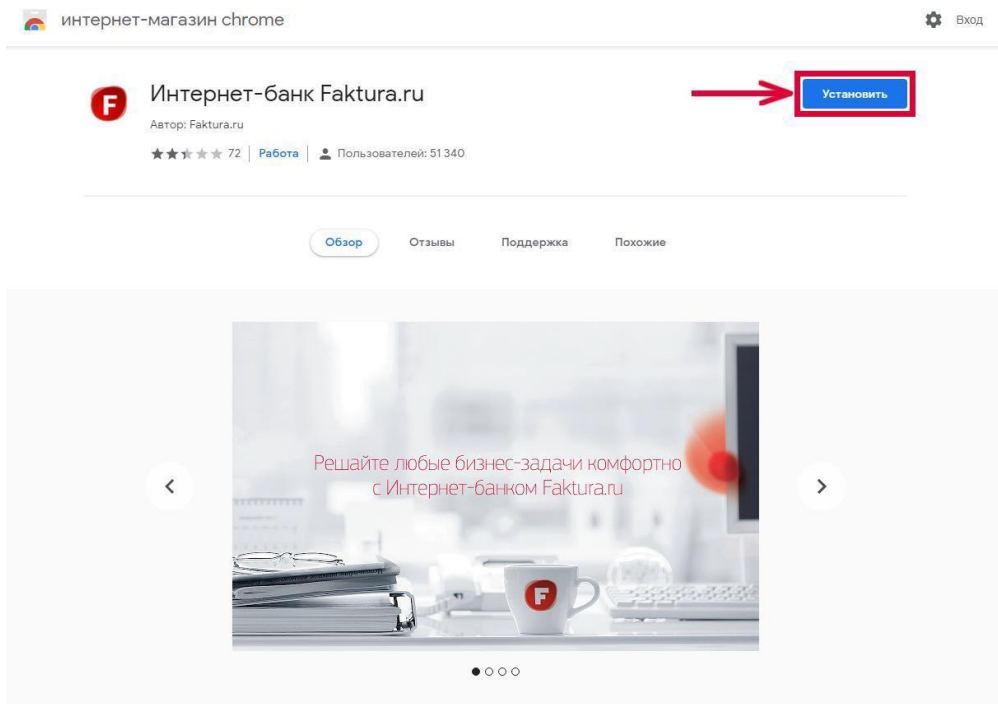 интернет-магазин chrome
Вход
F
Интернет-банк Faktura.ru
Установить
Автор: Faktura.ru
72 Работа Пользователей: 51 340
Обзор Отзывы Поддержка Похожие
Решайте любые бизнес-задачи комфортно
с Интернет-банком Faktura.ru
F